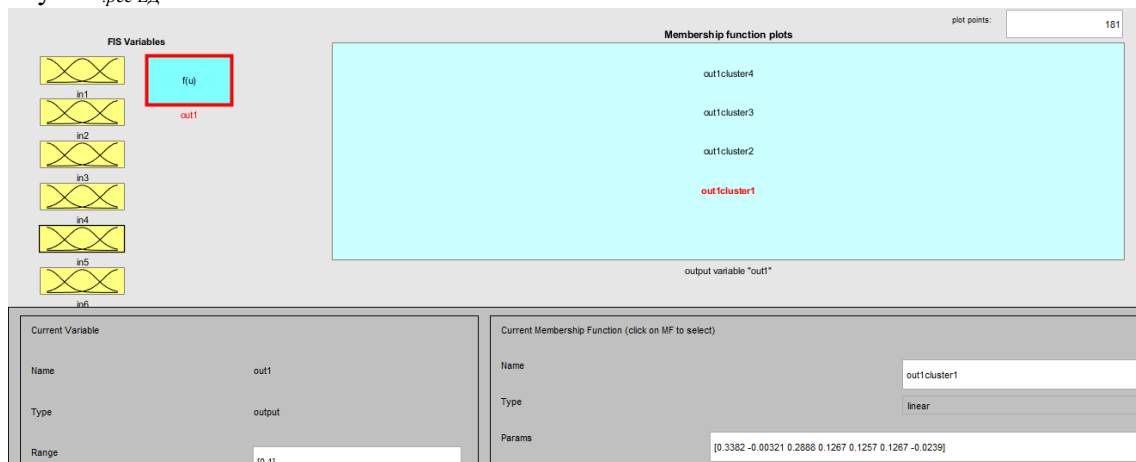 plot points:
181
FIS Variables
Membership function plots
f(u)
in1
out1
in2
in3
in4
in5
in6
out1cluster4
out1cluster3
out1cluster2
out1cluster1
output variable "out1"
Current Variable
Name out1
Type output
Range [0 1]
Current Membership Function (click on MF to select)
Name out1cluster1
Type linear
Params [0.3382 -0.00321 0.2888 0.1267 0.1257 0.1267 -0.0239]